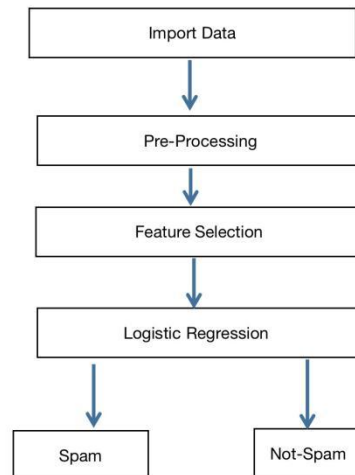 Import Data
Pre-Processing
Feature Selection
Logistic Regression
Spam
Not-Spam